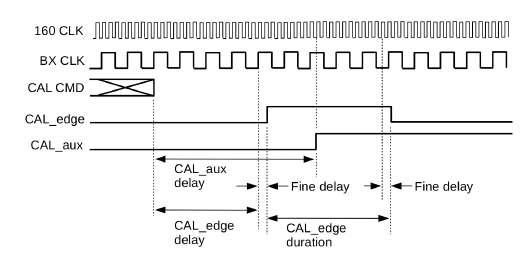 160 CLK
BX CLK
CAL CMD
CAL_edge
CAL_aux
CAL_aux
delay
Fine delay
Fine delay
CAL_edge
delay
CAL_edge
duration